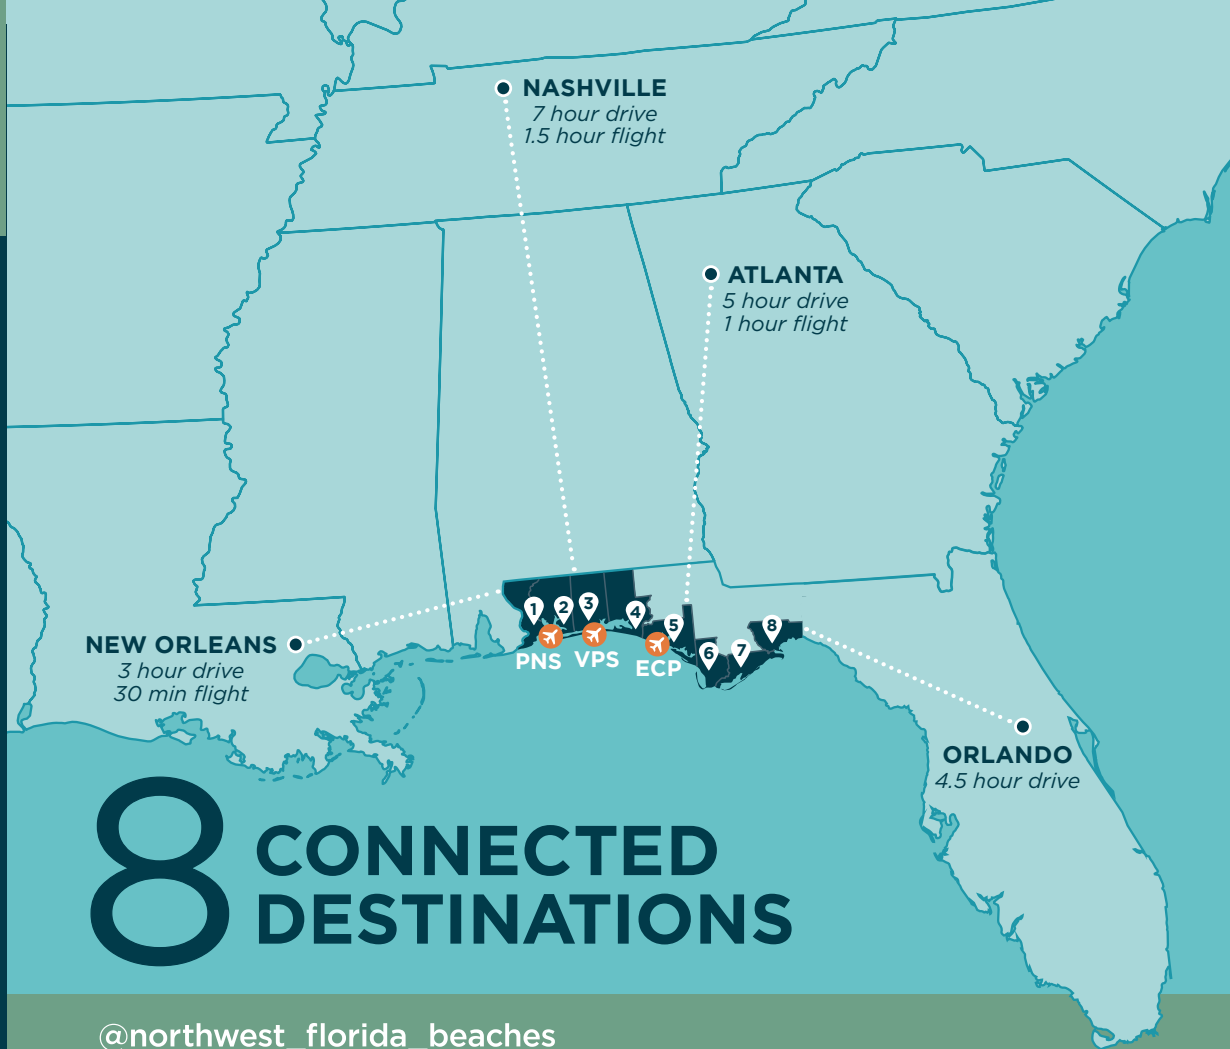 NASHVILLE
7 hour drive
1.5 hour flight
ATLANTA
5 hour drive
1 hour flight
1
2
3
4
5
6
7
8
PNS
VPS
ECP
NEW ORLEANS
3 hour drive
30 min flight
ORLANDO
4.5 hour drive
8
CONNECTED
DESTINATIONS
@northwest_florida_beaches